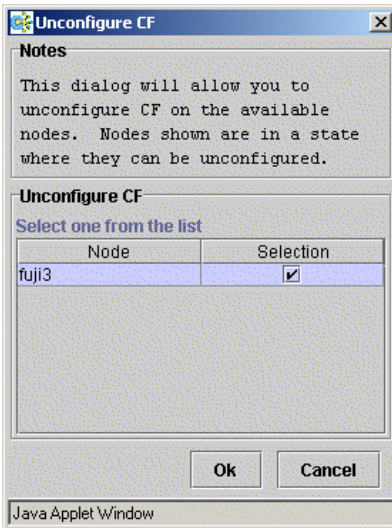 Unconfigure CF
Notes
This dialog will allow you to
unconfigure CF on the available
nodes.  Nodes shown are in a state
where they can be unconfigured.
Unconfigure CF
Select one from the list
Node Selection
fuji3
Ok Cancel
Java Applet Window